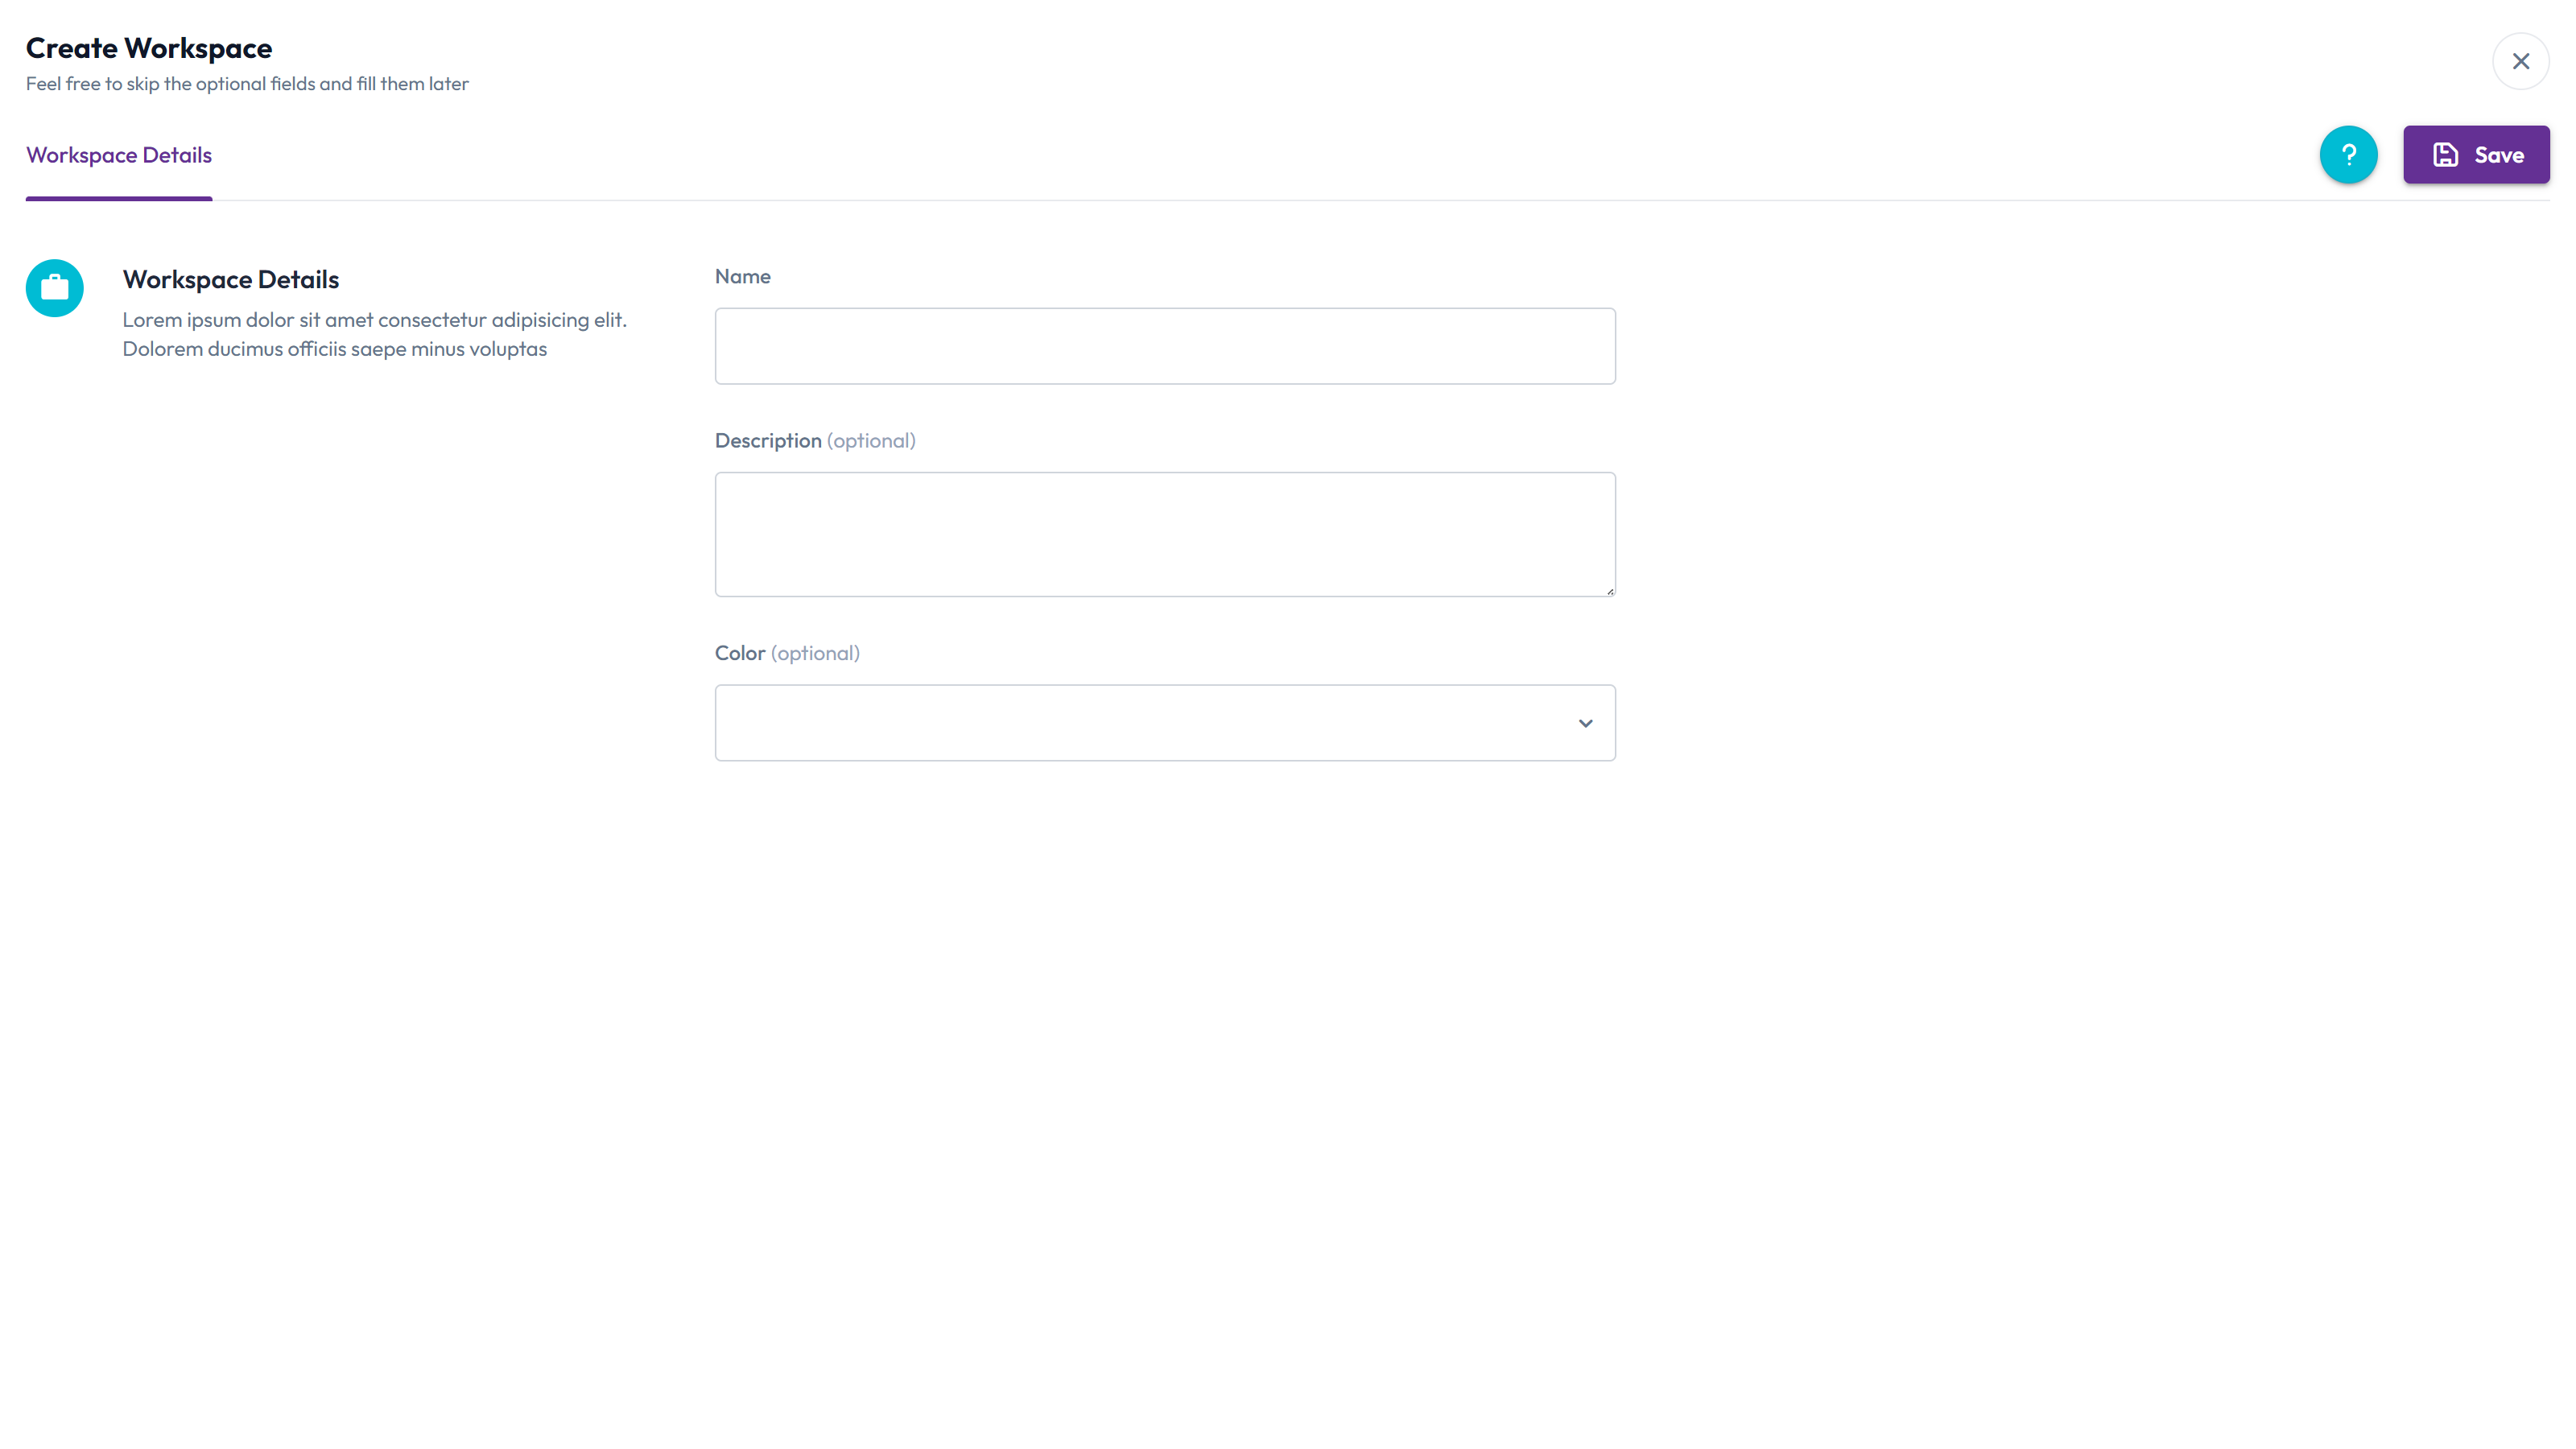 Create Workspace
Feel free to skip the optional fields and fill them later
Workspace Details
?
Save
Workspace Details
Lorem ipsum dolor sit amet consectetur adipisicing elit.
Dolorem ducimus officiis saepe minus voluptas
Name
Description (optional)
Color (optional)